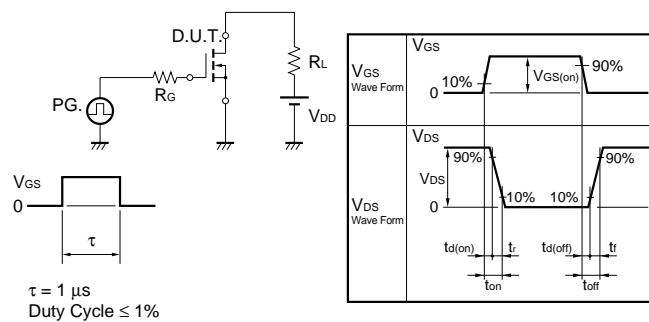 D.U.T.
RL
RG
PG.
VDD
VGS
0
τ
τ = 1 μs
Duty Cycle ≤ 1%
VGS
Wave Form
VGS
10%
90%
VGS(on)
0
VDS
Wave Form
VDS
90%
90%
VDS
10%
10%
0
td(on)
tr
td(off)
tf
ton
toff